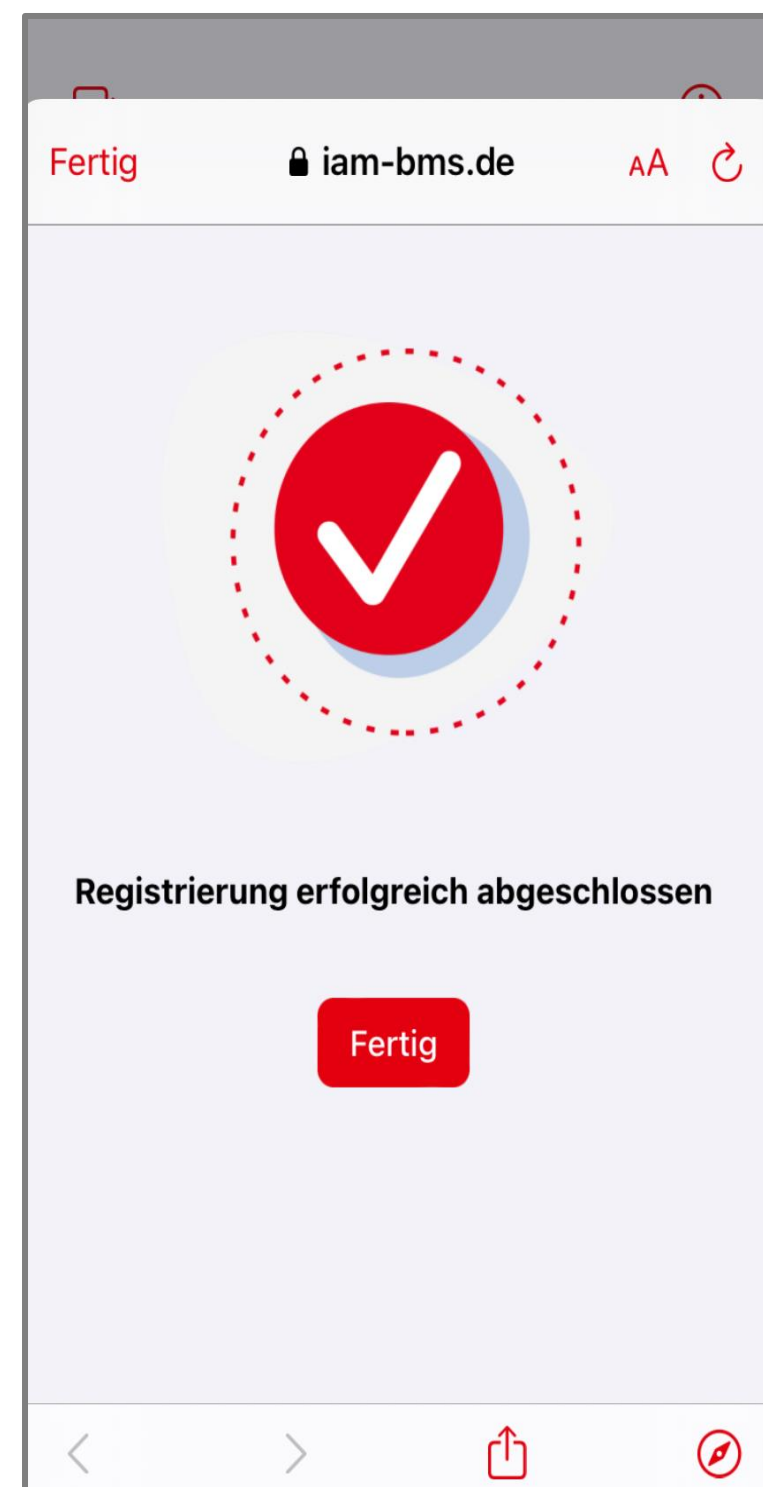 Fertig iam-bms.de AA
Registrierung erfolgreich abgeschlossen
Fertig